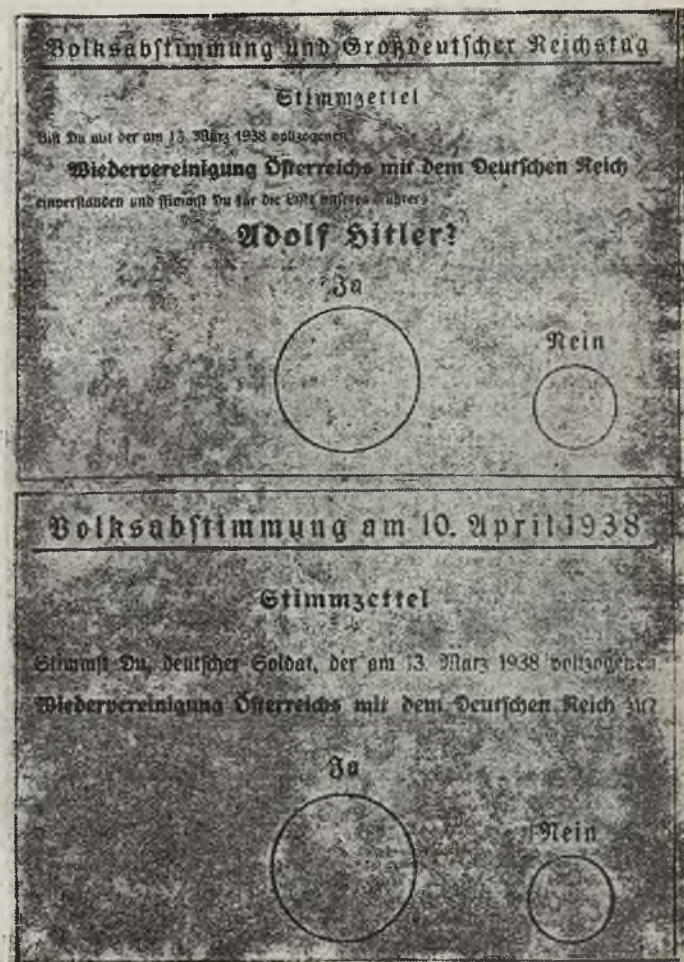 Volksabstimmung und Großdeutscher Reichstag
Stimmzettel
Bist Du mit der am 13. März 1938 vollzogenen
Wiedervereinigung Österreichs mit dem Deutschen Reich
einverstanden und stimmst Du für die Liste unseres Führers
Adolf Hitler?
Ja
Nein
Volksabstimmung am 10. April 1938
Stimmzettel
Stimmst Du, deutscher Soldat, der am 13. März 1938 vollzogenen
Wiedervereinigung Österreichs mit dem Deutschen Reich zu?
Ja
Nein